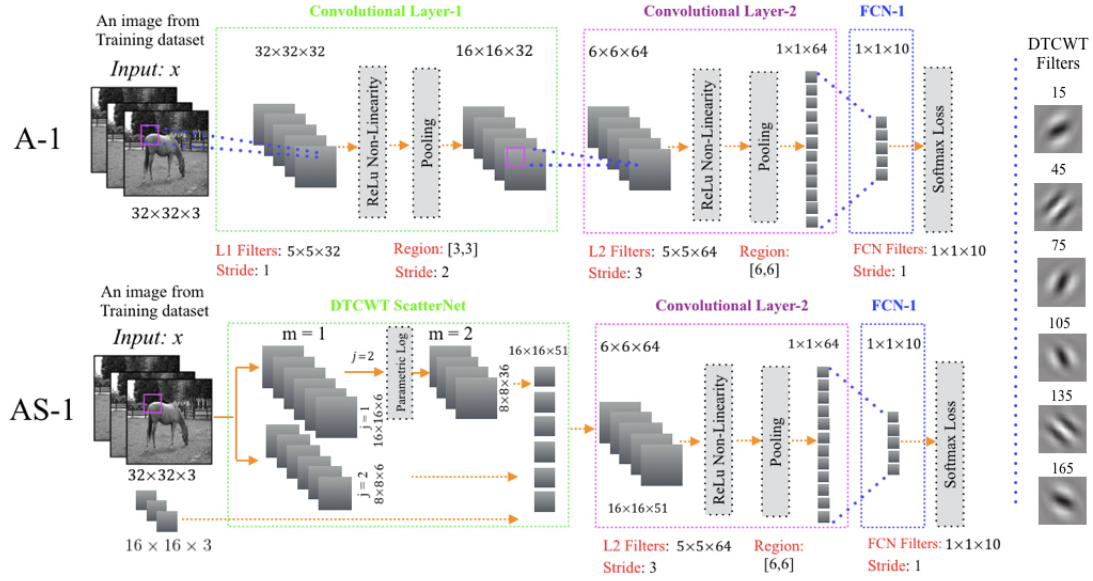 Convolutional Layer-1
Convolutional Layer-2
FCN-1
An image from
Training dataset
Input: x
32×32×32
16×16×32
6×6×64
1×1×64
1×1×10
DTCWT
Filters
A-1
ReLu Non-Linearity
Pooling
ReLu Non-Linearity
Pooling
Softmax Loss
32×32×3
L1 Filters: 5×5×32
Stride: 1
Region: [3,3]
Stride: 2
L2 Filters: 5×5×64
Stride: 3
Region:
[6,6]
FCN Filters: 1×1×10
Stride: 1
15
45
75
105
135
165
An image from
Training dataset
Input: x
DTCWT ScatterNet
Convolutional Layer-2
FCN-1
m = 1
j=2
Parametric Log
m = 2
8×8×36
16×16×51
6×6×64
1×1×64
1×1×10
AS-1
j=1
16×16×6
j=2
8×8×6
ReLU Non-Linearity
Pooling
Softmax Loss
32×32×3
16 × 16 × 3
16×16×51
L2 Filters: 5×5×64
Stride: 3
Region:
[6,6]
FCN Filters: 1×1×10
Stride: 1